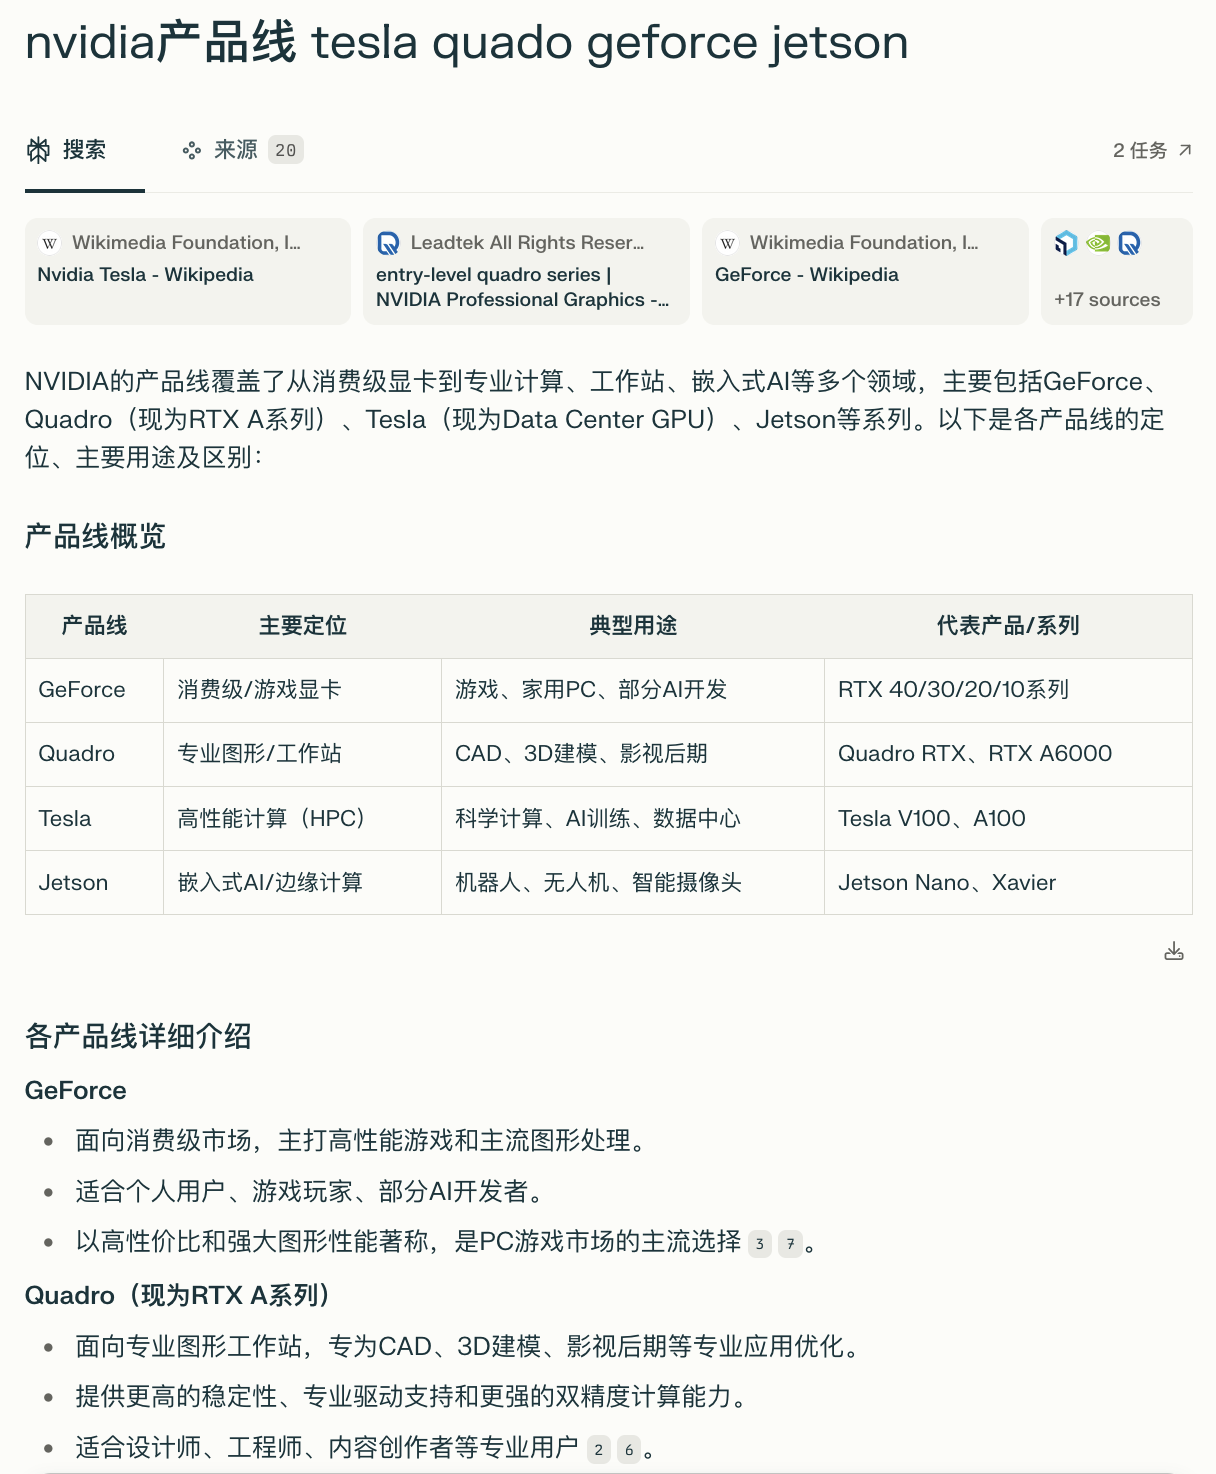 nvidia产品线 tesla quado geforce jetson
搜索
来源 20
2 任务
Wikimedia Foundation, I...
Nvidia Tesla - Wikipedia
Leadtek All Rights Reser...
entry-level quadro series |
NVIDIA Professional Graphics -...
Wikimedia Foundation, I...
GeForce - Wikipedia
+17 sources
NVIDIA的产品线覆盖了从消费级显卡到专业计算、工作站、嵌入式AI等多个领域，主要包括GeForce、
Quadro（现为RTX A系列）、Tesla（现为Data Center GPU）、Jetson等系列。以下是各产品线的定
位、主要用途及区别：
产品线概览
产品线 主要定位 典型用途 代表产品/系列
GeForce 消费级/游戏显卡 游戏、家用PC、部分AI开发 RTX 40/30/20/10系列
Quadro 专业图形/工作站 CAD、3D建模、影视后期 Quadro RTX、RTX A6000
Tesla 高性能计算（HPC） 科学计算、AI训练、数据中心 Tesla V100、A100
Jetson 嵌入式AI/边缘计算 机器人、无人机、智能摄像头 Jetson Nano、Xavier
各产品线详细介绍
GeForce
• 面向消费级市场，主打高性能游戏和主流图形处理。
• 适合个人用户、游戏玩家、部分AI开发者。
• 以高性价比和强大图形性能著称，是PC游戏市场的主流选择 3 7 。
Quadro（现为RTX A系列）
• 面向专业图形工作站，专为CAD、3D建模、影视后期等专业应用优化。
• 提供更高的稳定性、专业驱动支持和更强的双精度计算能力。
• 适合设计师、工程师、内容创作者等专业用户 2 6 。